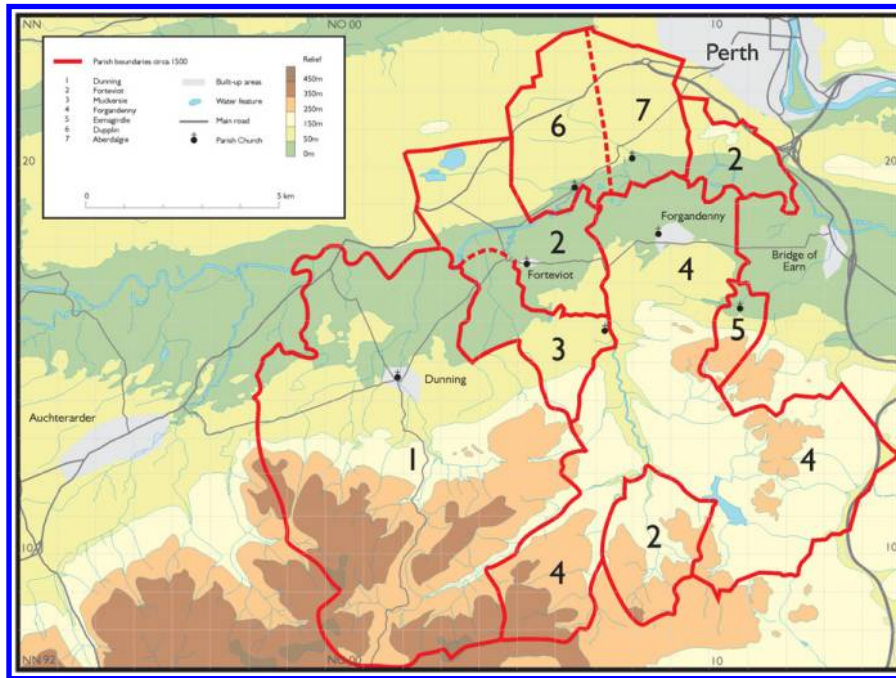 NN
NO 00
10
Parish boundaries circa 1500
1 Dunning
2 Forteviot
3 Muckersie
4 Forgandenny
5 Exmagirdle
6 Dupplin
7 Aberdalgie
Built-up areas
Water feature
Main road
Parish Church
Relief
450m
350m
250m
150m
50m
0m
0 5 km
Perth
6
7
20
2
20
Forgandenny
2
4
Bridge of
Earn
Forteviot
5
3
Dunning
Auchterarder
1
4
2
10
10
4
NN 92
NO 00
10